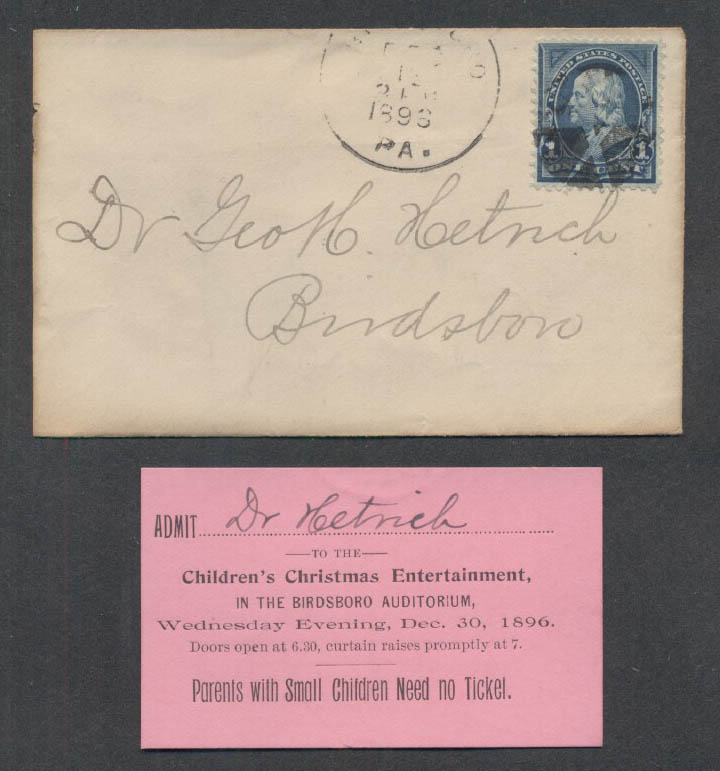 1896
PA.
UNITED STATES POSTAGE
1 1
ONE CENT
Dr Geo H. Hetrich
Birdsboro
ADMIT Dr Hetrich
TO THE
Children's Christmas Entertainment,
IN THE BIRDSBORO AUDITORIUM,
Wednesday Evening, Dec. 30, 1896.
Doors open at 6.30, curtain raises promptly at 7.
Parents with Small Children Need no Ticket.